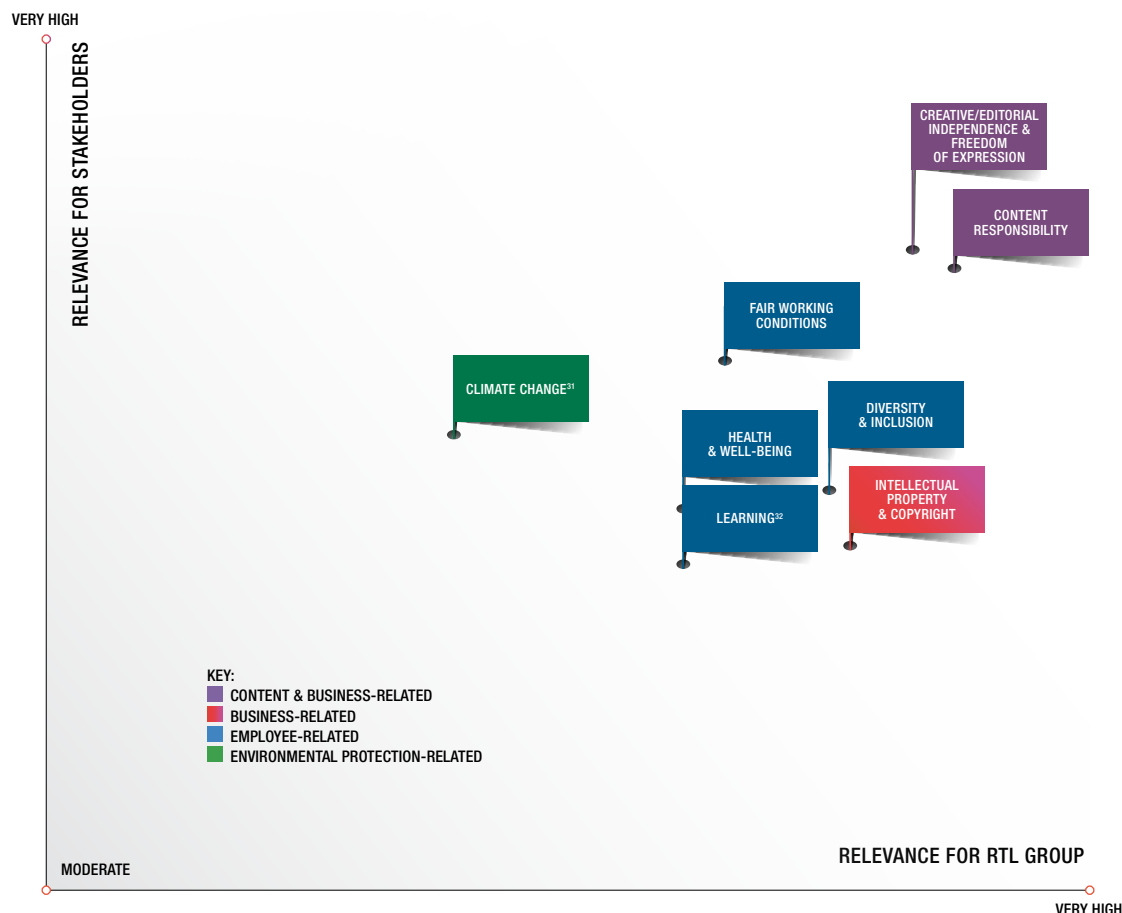 VERY HIGH
RELEVANCE FOR STAKEHOLDERS
CREATIVE/EDITORIAL
INDEPENDENCE &
FREEDOM
OF EXPRESSION
CONTENT
RESPONSIBILITY
FAIR WORKING
CONDITIONS
CLIMATE CHANGE³¹
DIVERSITY
& INCLUSION
HEALTH
& WELL-BEING
INTELLECTUAL
PROPERTY
& COPYRIGHT
LEARNING³²
KEY:
CONTENT & BUSINESS-RELATED
BUSINESS-RELATED
EMPLOYEE-RELATED
ENVIRONMENTAL PROTECTION-RELATED
RELEVANCE FOR RTL GROUP
MODERATE
VERY HIGH